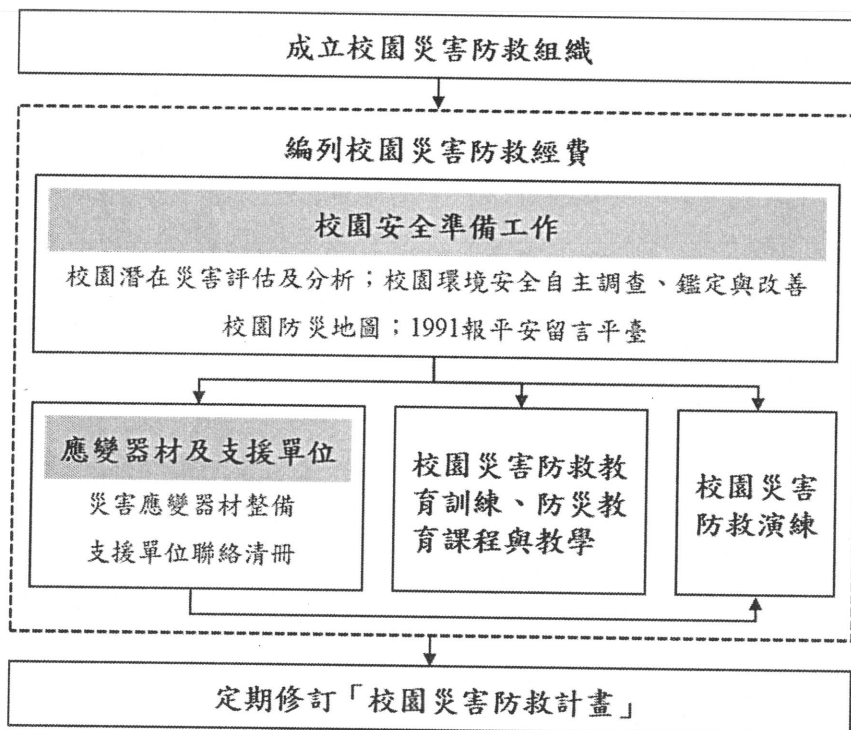 成立校園災害防救組織
編列校園災害防救經費
校園安全準備工作
校園潛在災害評估及分析；校園環境安全自主調查、鑑定與改善
校園防災地圖；1991報平安留言平臺
應變器材及支援單位
災害應變器材整備
支援單位聯絡清冊
校園災害防救教
育訓練、防災教
育課程與教學
校園災害
防救演練
定期修訂「校園災害防救計畫」